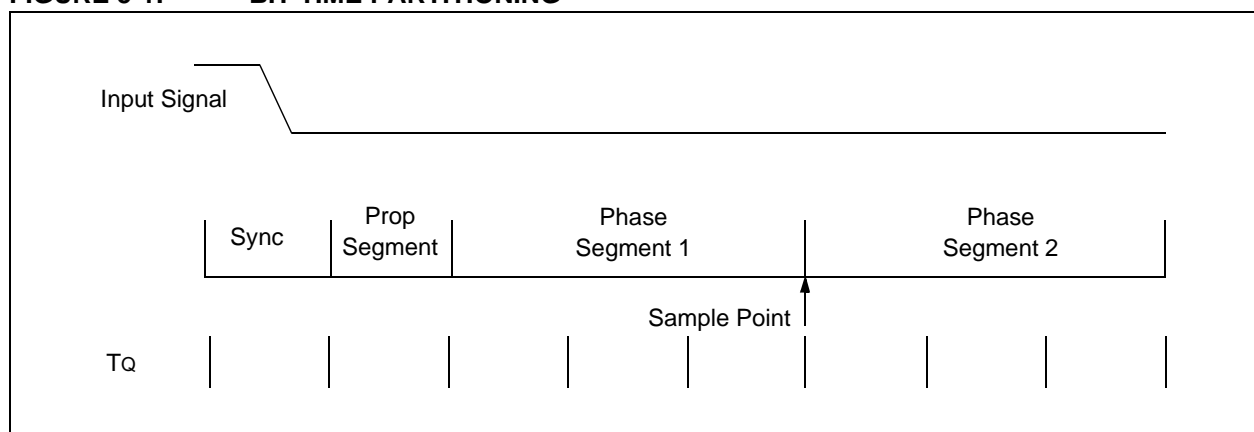 Input Signal
Sync
Prop
Segment
Phase
Segment 1
Phase
Segment 2
Sample Point
TQ